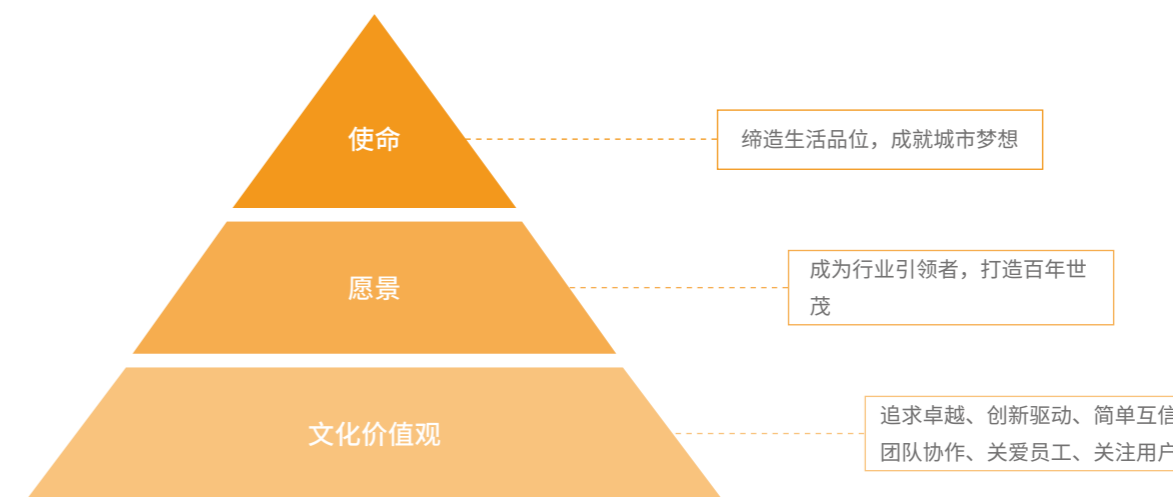 使命
缔造生活品位，成就城市梦想
愿景
成为行业引领者，打造百年世
茂
文化价值观
追求卓越、创新驱动、简单互信
团队协作、关爱员工、关注用户